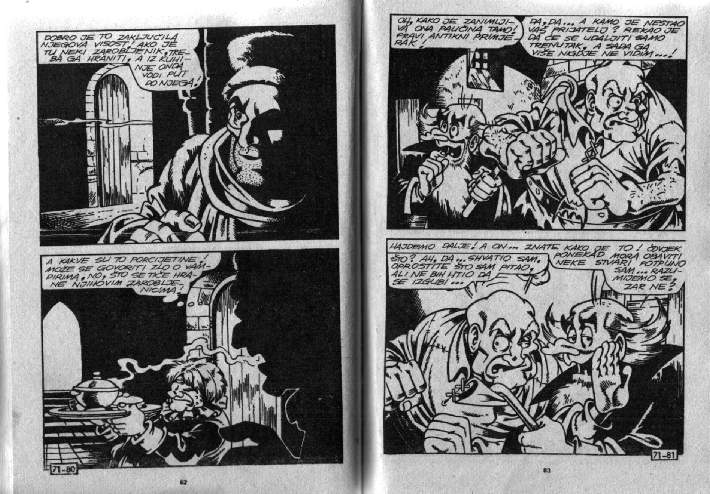 DOBRO JE TO ZAKLJUČILA
NJEGOVA VISOST, AKO JE
TU NEKI ZAROBLJENIK, TRE-
BA GA HRANITI, A IZ KUHI-
NJE ONDA
VODI PUT
DO NJEGA!
A KAKVE SU TO PORCIJETINE,
MOŽE SE GOVORITI ZLO O VAM-
PIRIMA, NO, ŠTO SE TIČE HRA-
NE NJIHOVIM ZAROBLJE-
NICIMA!
71-80
82
OH, KAKO JE ZANIMLJI-
VA ONA PAUČINA TAMO!
PRAVI ANTIKNI PRIMJE-
RAK!
DA, DA... A KAMO JE NESTAO
VAŠ PRIJATELJ? REKAO JE
DA ĆE SE UDALJITI SAMO
TRENUTAK, A SADA GA
VIŠE NIGDJE NE VIDIM...!
HAJDEMO DALJE! A ON... ZNATE KAKO JE TO! ČOVJEK
PONEKAD MORA OBAVITI
NEKE STVARI POTPUNO
SAM... RAZU-
MIJEMO SE,
ZAR NE?
ŠTO? AH, DA... SHVATIO SAM,
OPROSTITE ŠTO SAM PITAO,
ALI NE BIH HTIO DA
SE IZGUBI...
71-81
83